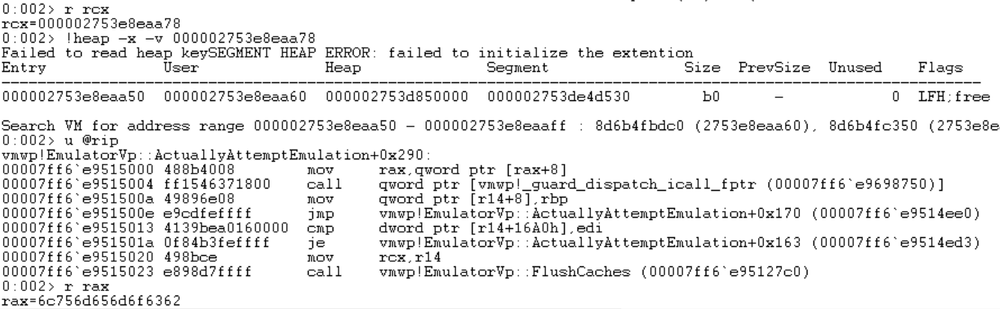 0:002> r rcx
rcx=000002753e8eaa78
0:002> !heap -x -v 000002753e8eaa78
Failed to read heap keySEGMENT HEAP ERROR: failed to initialize the extention
Entry User Heap Segment Size PrevSize Unused Flags
-------------------------------------------------------------------------------------------------------------
000002753e8eaa50 000002753e8eaa60 000002753d850000 000002753de4d530 b0 - 0 LFH;free
Search VM for address range 000002753e8eaa50 - 000002753e8eaaff : 8d6b4fbdc0 (2753e8eaa60), 8d6b4fc350 (2753e8e
0:002> u @rip
vmwp!EmulatorVp::ActuallyAttemptEmulation+0x290:
00007ff6`e9515000 488b4008 mov rax,qword ptr [rax+8]
00007ff6`e9515004 ff1546371800 call qword ptr [vmwp!_guard_dispatch_icall_fptr (00007ff6`e9698750)]
00007ff6`e951500a 49896e08 mov qword ptr [r14+8],rbp
00007ff6`e951500e e9cdfeffff jmp vmwp!EmulatorVp::ActuallyAttemptEmulation+0x170 (00007ff6`e9514ee0)
00007ff6`e9515013 4139bea0160000 cmp dword ptr [r14+16A0h],edi
00007ff6`e951501a 0f84b3feffff je vmwp!EmulatorVp::ActuallyAttemptEmulation+0x163 (00007ff6`e9514ed3)
00007ff6`e9515020 498bce mov rcx,r14
00007ff6`e9515023 e898d7ffff call vmwp!EmulatorVp::FlushCaches (00007ff6`e95127c0)
0:002> r rax
rax=6c756d656d6f6362